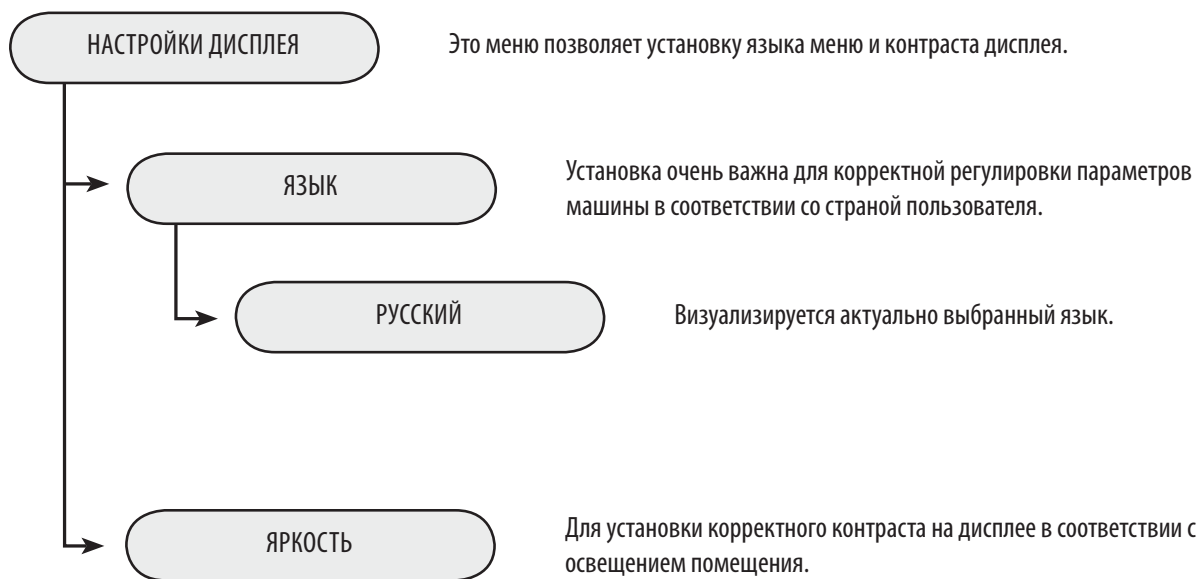 НАСТРОЙКИ ДИСПЛЕЯ
Это меню позволяет установку языка меню и контраста дисплея.
ЯЗЫК
Установка очень важна для корректной регулировки параметров
машины в соответствии со страной пользователя.
РУССКИЙ
Визуализируется актуально выбранный язык.
ЯРКОСТЬ
Для установки корректного контраста на дисплее в соответствии с
освещением помещения.